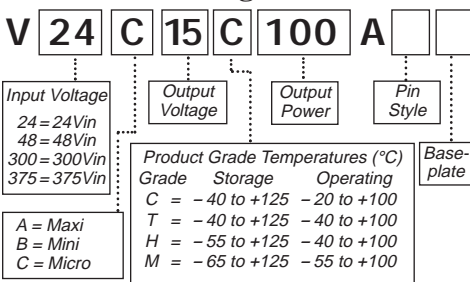 V 24 C 15 C 100 A
Input Voltage
24 = 24Vin
48 = 48Vin
300 = 300Vin
375 = 375Vin
Output
Voltage
Output
Power
Pin
Style
Base-
plate
A = Maxi
B = Mini
C = Micro
Product Grade Temperatures (°C)
Grade Storage Operating
C = – 40 to +125 – 20 to +100
T = – 40 to +125 – 40 to +100
H = – 55 to +125 – 40 to +100
M = – 65 to +125 – 55 to +100